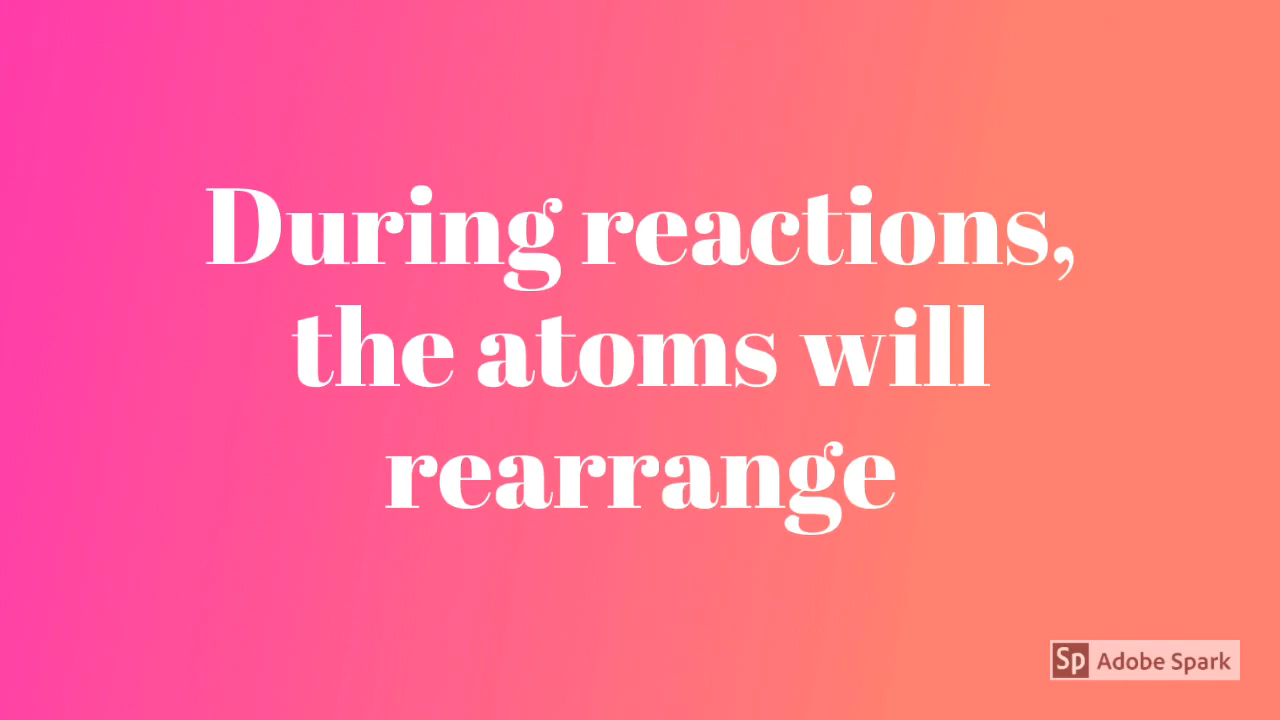 During reactions,
the atoms will
rearrange
Sp Adobe Spark